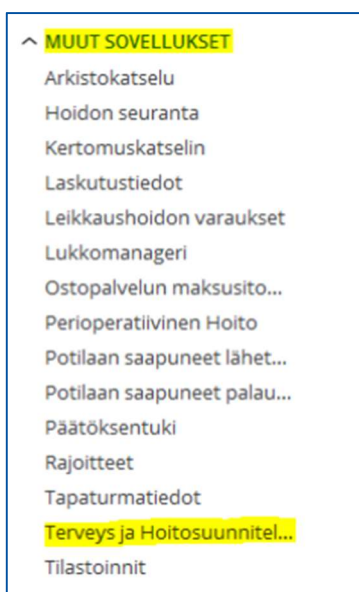 MUUT SOVELLUKSET
Arkistokatselu
Hoidon seuranta
Kertomuskatselin
Laskutustiedot
Leikkaushoidon varaukset
Lukkomanageri
Ostopalvelun maksusito...
Perioperatiivinen Hoito
Potilaan saapuneet lähet...
Potilaan saapuneet palau...
Päätöksentuki
Rajoitteet
Tapaturmatiedot
Terveys ja Hoitosuunnitel...
Tilastoinnit